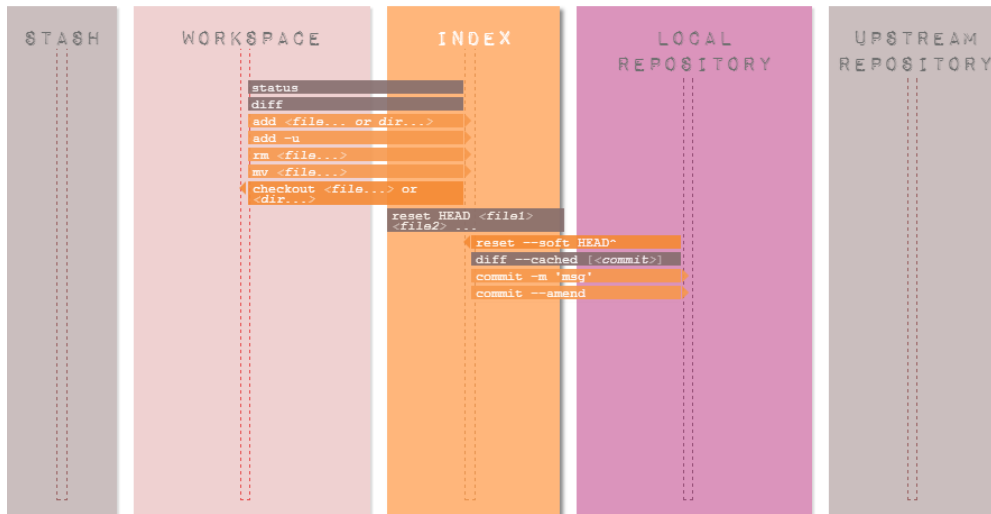 STASH
WORKSPACE
INDEX
LOCAL
REPOSITORY
UPSTREAM
REPOSITORY
status
diff
add <file... or dir...>
add -u
rm <file...>
mv <file...>
checkout <file...> or
<dir...>
reset HEAD <file1>
<file2> ...
reset --soft HEAD^
diff --cached [<commit>]
commit -m 'msg'
commit --amend